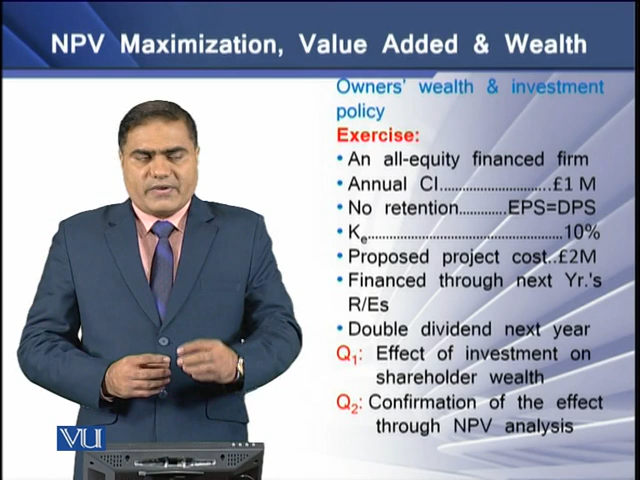 NPV Maximization, Value Added & Wealth
Owners' wealth & investment
policy
Exercise:
• An all-equity financed firm
• Annual CI..............................£1 M
• No retention.............EPS=DPS
• Ke......................................................10%
• Proposed project cost..£2M
• Financed through next Yr.'s
R/Es
• Double dividend next year
Q1: Effect of investment on
shareholder wealth
Q2: Confirmation of the effect
through NPV analysis
VU